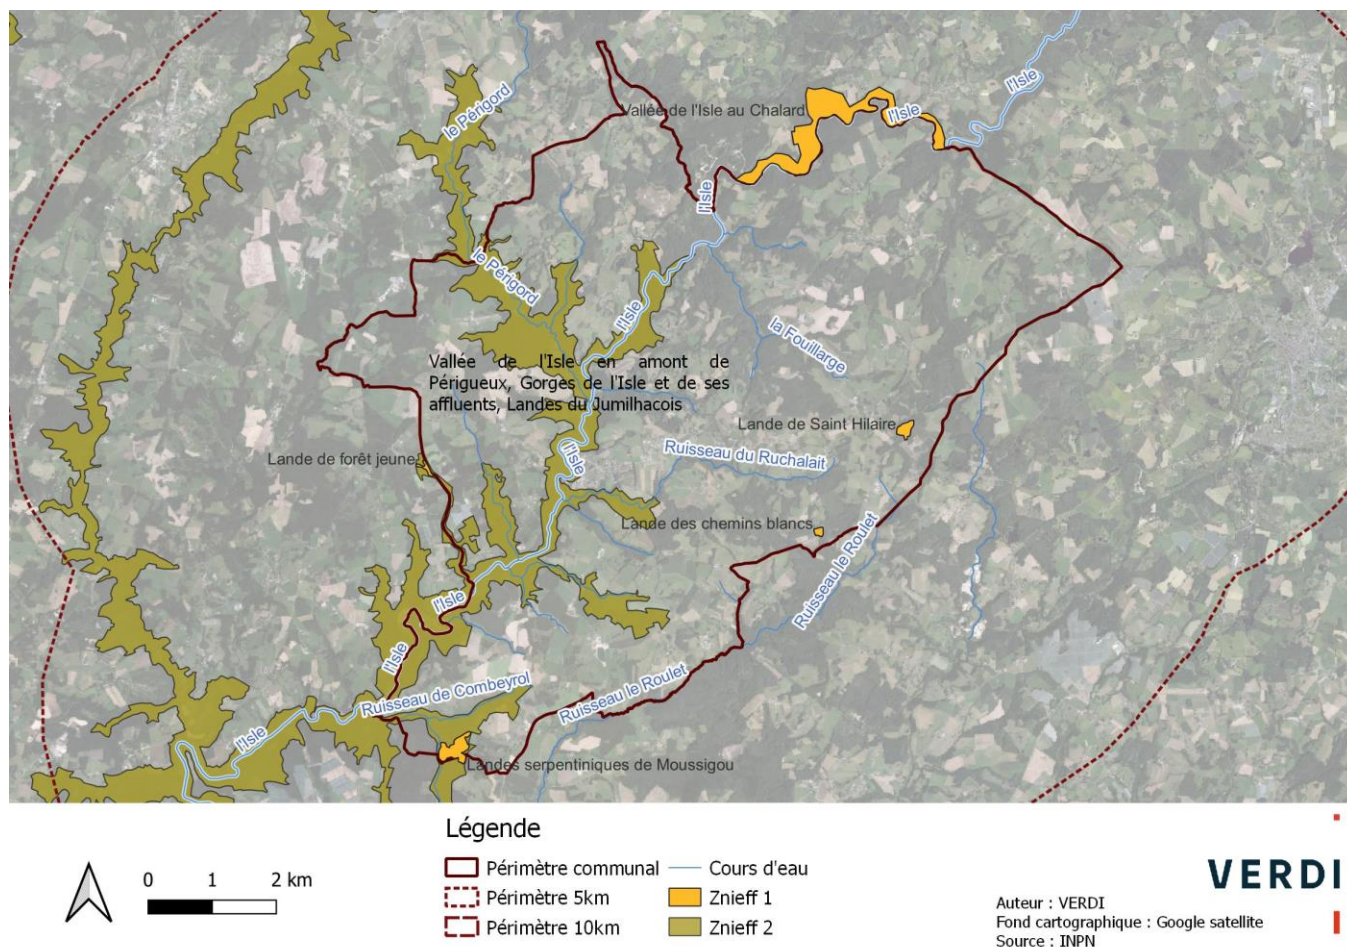 l'Isle
le Périgord
Vallée de l'Isle au Chalard
l'Isle
l'Isle
le Périgord
l'Isle
la Fouillarge
Vallée de l'Isle en amont de
Périgueux, Gorges de l'Isle et de ses
affluents, Landes du Jumilhacois
Lande de Saint Hilaire
l'Isle
Ruisseau du Ruchalait
Lande de forêt jeune
Lande des chemins blancs
Ruisseau le Roulet
l'Isle
l'Isle
Ruisseau de Combeyrol
Ruisseau le Roulet
l'Isle
Landes serpentiniques de Moussigou
Légende
Périmètre communal
Périmètre 5km
Périmètre 10km
Cours d'eau
Znieff 1
Znieff 2
0 1 2 km
VERDI
Auteur : VERDI
Fond cartographique : Google satellite
Source : INPN